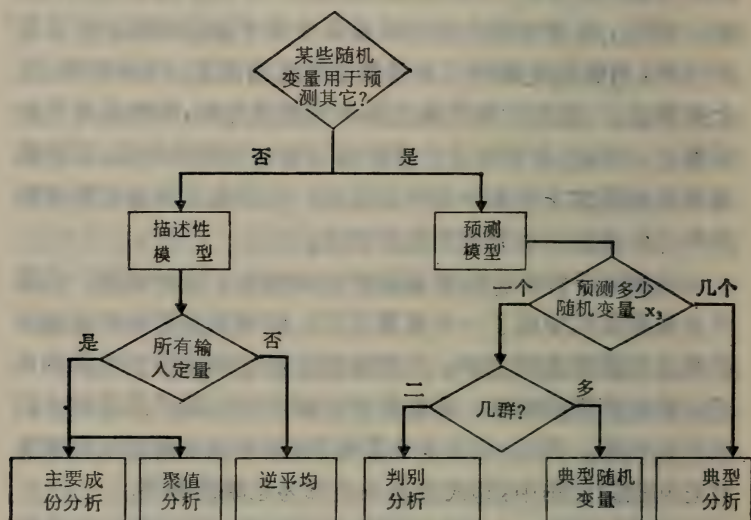 某些随机
变量用于预
测其它?
否
是
描述性
模 型
预测
模型
一个
预测多少
随机变量 x₃
几个
是
所有输
入定量
否
二
几群?
多
主要成
份分析
聚值
分析
逆平均
判别
分析
典型随机
变量
典型
分析